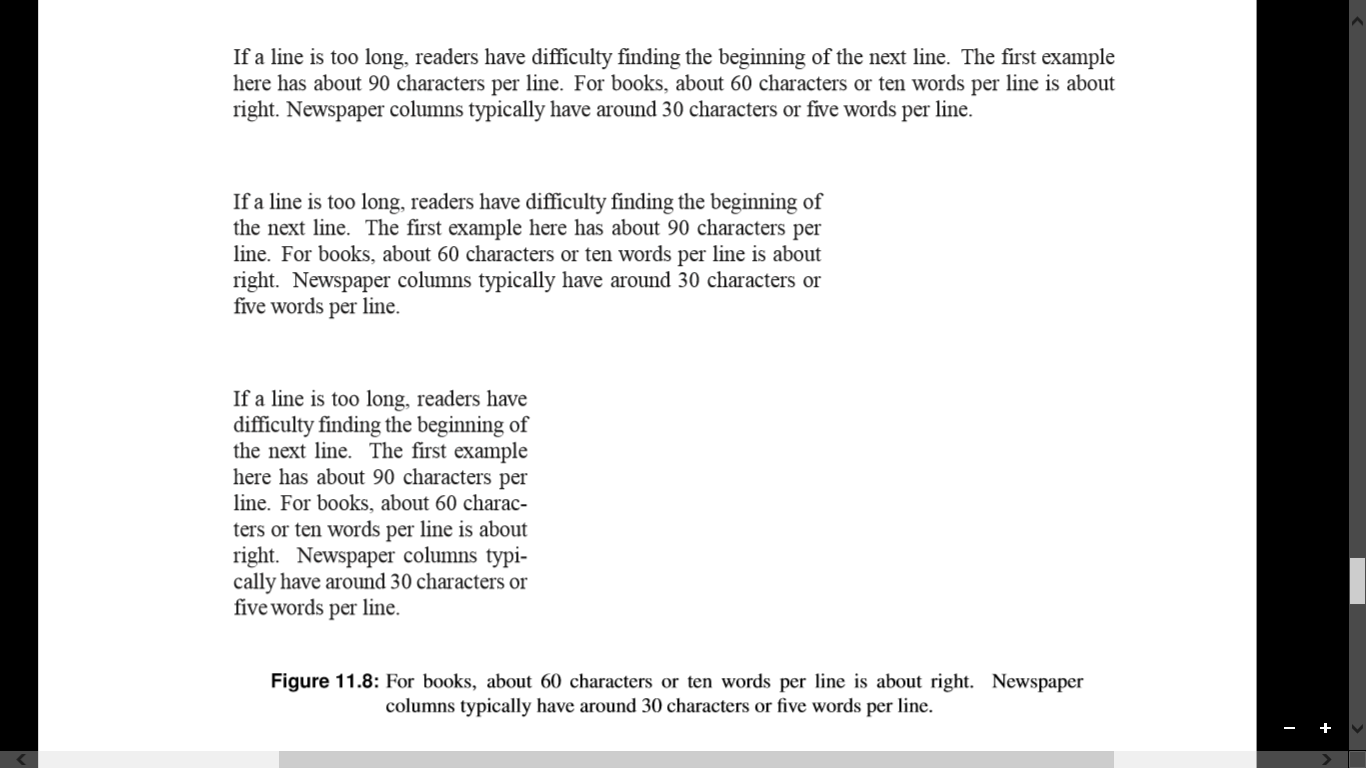 If a line is too long, readers have difficulty finding the beginning of the next line. The first example
here has about 90 characters per line. For books, about 60 characters or ten words per line is about
right. Newspaper columns typically have around 30 characters or five words per line.
If a line is too long, readers have difficulty finding the beginning of
the next line. The first example here has about 90 characters per
line. For books, about 60 characters or ten words per line is about
right. Newspaper columns typically have around 30 characters or
five words per line.
If a line is too long, readers have
difficulty finding the beginning of
the next line. The first example
here has about 90 characters per
line. For books, about 60 charac-
ters or ten words per line is about
right. Newspaper columns typi-
cally have around 30 characters or
five words per line.
Figure 11.8: For books, about 60 characters or ten words per line is about right. Newspaper
columns typically have around 30 characters or five words per line.